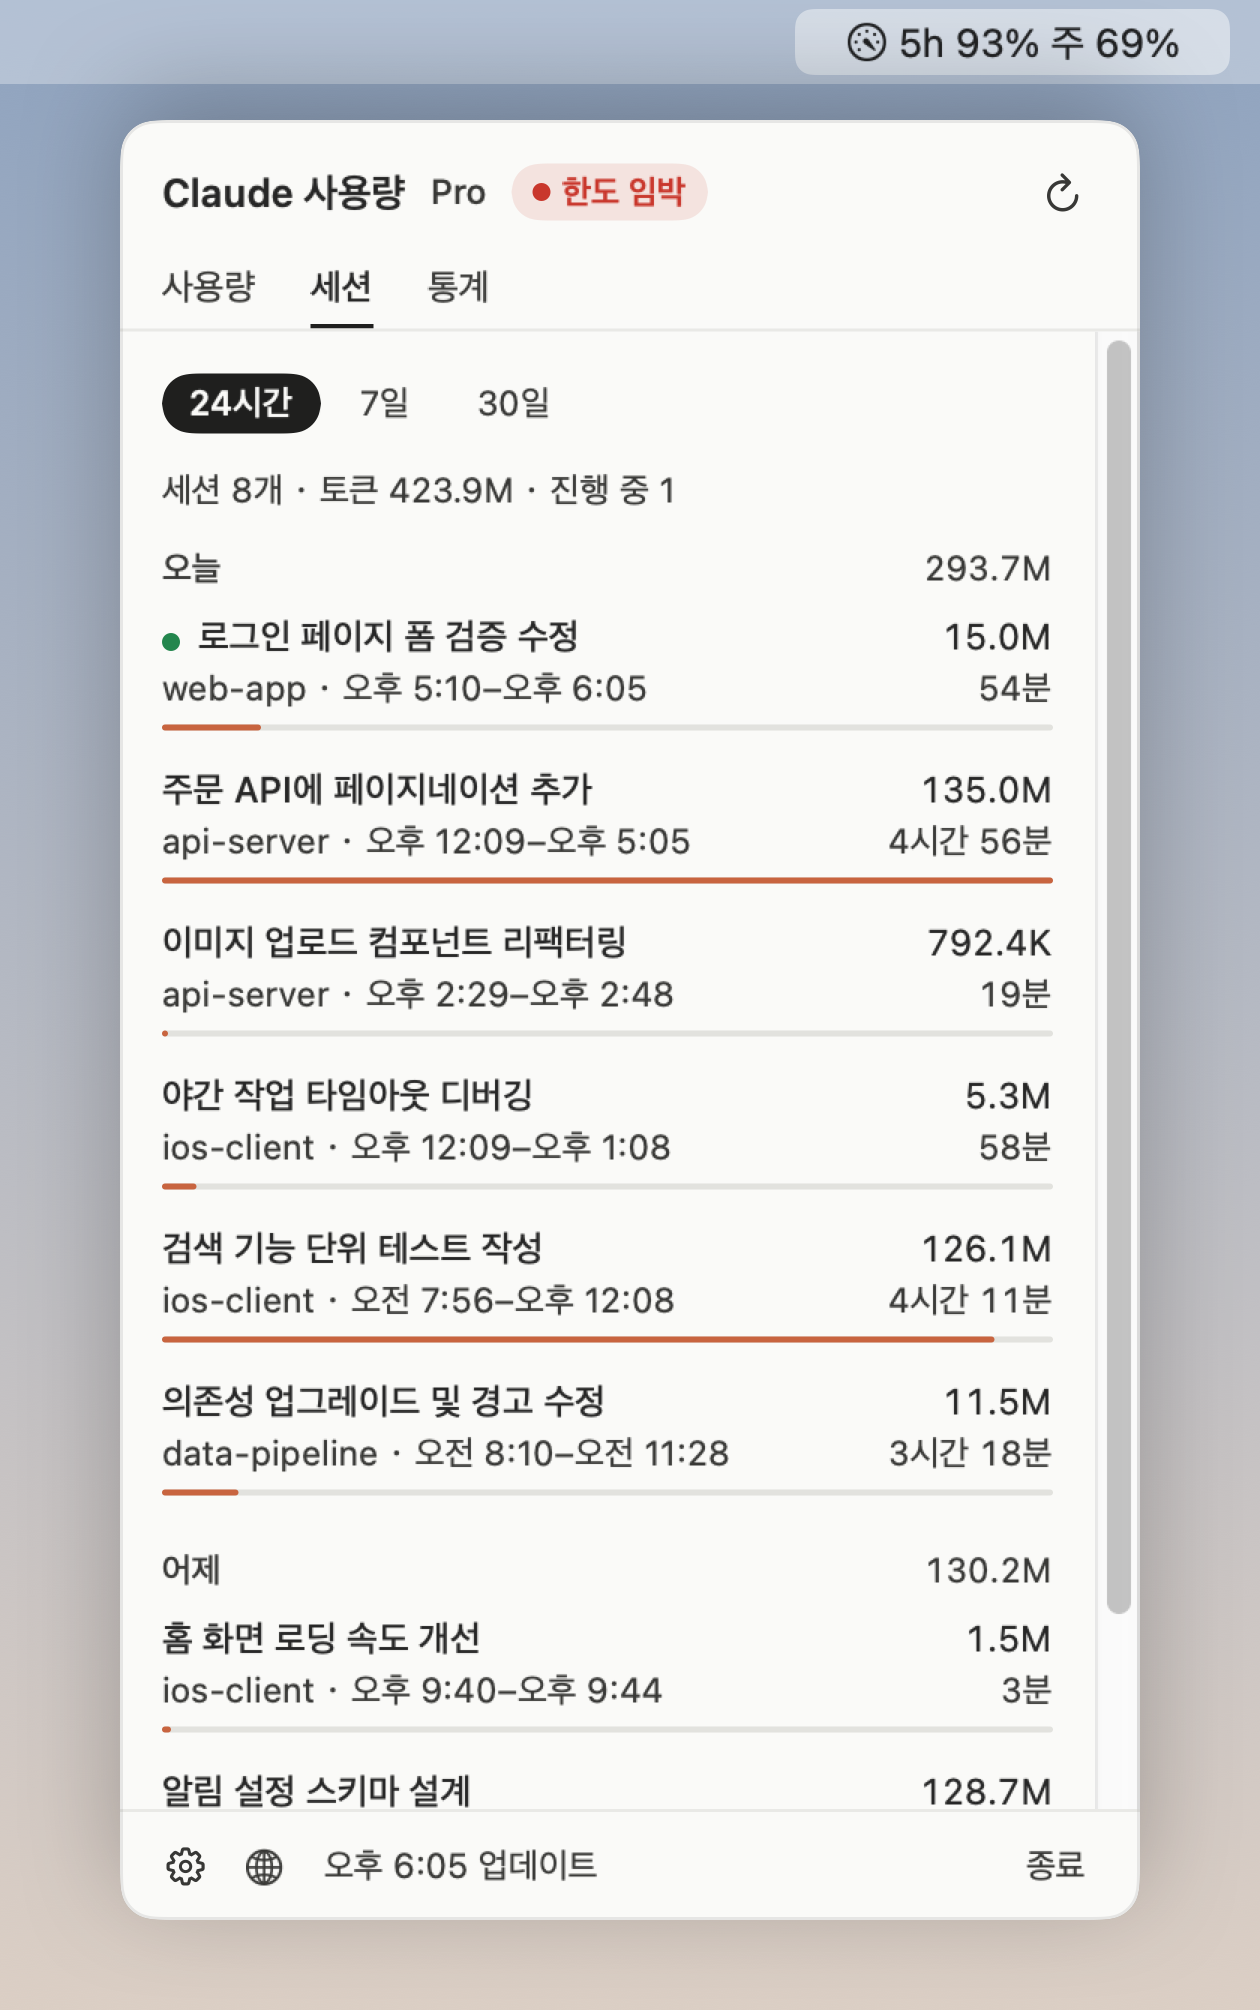 5h 93% 주 69%
Claude 사용량 Pro 한도 임박
사용량 세션 통계
24시간 7일 30일
세션 8개 · 토큰 423.9M · 진행 중 1
오늘 293.7M
로그인 페이지 폼 검증 수정 15.0M
web-app · 오후 5:10–오후 6:05 54분
주문 API에 페이지네이션 추가 135.0M
api-server · 오후 12:09–오후 5:05 4시간 56분
이미지 업로드 컴포넌트 리팩터링 792.4K
api-server · 오후 2:29–오후 2:48 19분
야간 작업 타임아웃 디버깅 5.3M
ios-client · 오후 12:09–오후 1:08 58분
검색 기능 단위 테스트 작성 126.1M
ios-client · 오전 7:56–오후 12:08 4시간 11분
의존성 업그레이드 및 경고 수정 11.5M
data-pipeline · 오전 8:10–오전 11:28 3시간 18분
어제 130.2M
홈 화면 로딩 속도 개선 1.5M
ios-client · 오후 9:40–오후 9:44 3분
알림 설정 스키마 설계 128.7M
오후 6:05 업데이트 종료